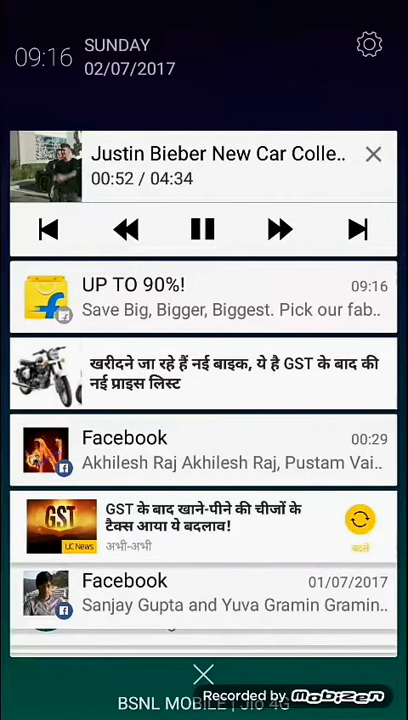 09:16
SUNDAY
02/07/2017
Justin Bieber New Car Colle..
00:52 / 04:34
UP TO 90%!
09:16
Save Big, Bigger, Biggest. Pick our fab..
खरीदने जा रहे हैं नई बाइक, ये है GST के बाद की
नई प्राइस लिस्ट
Facebook
00:29
Akhilesh Raj Akhilesh Raj, Pustam Vai..
GST
UC News
GST के बाद खाने-पीने की चीजों के
टैक्स आया ये बदलाव!
अभी-अभी
बदलें
Facebook
01/07/2017
Sanjay Gupta and Yuva Gramin Gramin..
BSNL MOBILE | Jio 4G
Recorded by Mobizen